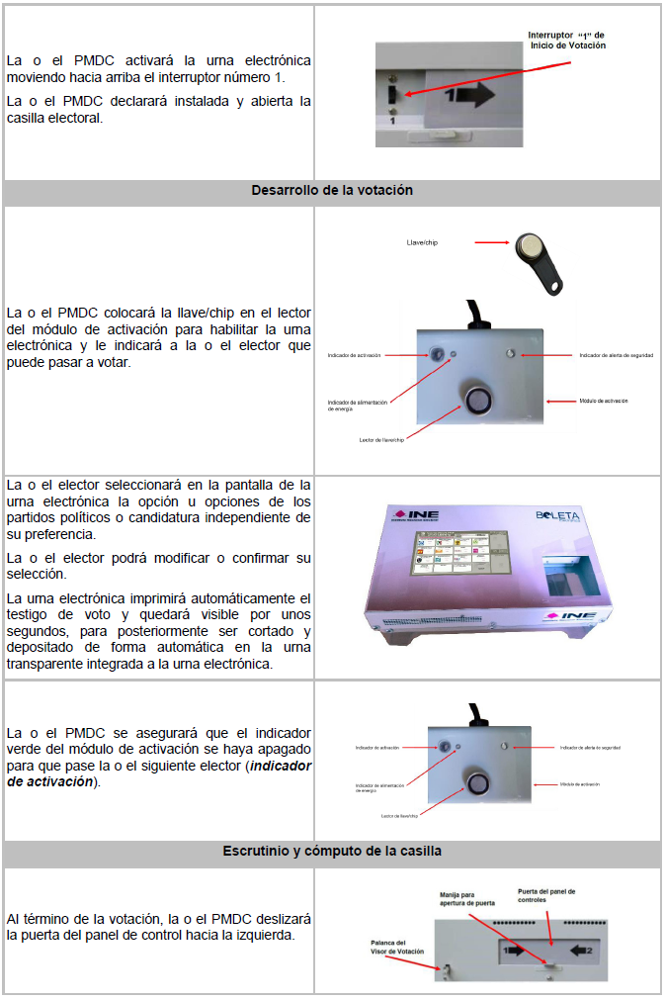 La o el PMDC activará la urna electrónica
moviendo hacia arriba el interruptor número 1.
La o el PMDC declarará instalada y abierta la
casilla electoral.
Interruptor “1” de
Inicio de Votación
1
1
Desarrollo de la votación
La o el PMDC colocará la llave/chip en el lector
del módulo de activación para habilitar la urna
electrónica y le indicará a la o el elector que
puede pasar a votar.
Llave/chip
Indicador de activación
Indicador de alerta de seguridad
Indicador de alimentación
de energía
Módulo de activación
Lector de llave/chip
La o el elector seleccionará en la pantalla de la
urna electrónica la opción u opciones de los
partidos políticos o candidatura independiente de
su preferencia.
La o el elector podrá modificar o confirmar su
selección.
La urna electrónica imprimirá automáticamente el
testigo de voto y quedará visible por unos
segundos, para posteriormente ser cortado y
depositado de forma automática en la urna
transparente integrada a la urna electrónica.
INE
BOLETA
INE
La o el PMDC se asegurará que el indicador
verde del módulo de activación se haya apagado
para que pase la o el siguiente elector (indicador
de activación).
Indicador de activación
Indicador de alerta de seguridad
Indicador de alimentación
de energía
Módulo de activación
Lector de llave/chip
Escrutinio y cómputo de la casilla
Al término de la votación, la o el PMDC deslizará
la puerta del panel de control hacia la izquierda.
Manija para
apertura de puerta
Puerta del panel de
controles
Palanca del
Visor de Votación
1
2